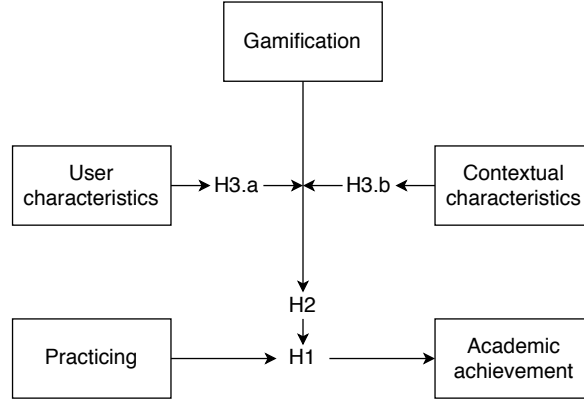 Gamification
User
characteristics
H3.a
H3.b
Contextual
characteristics
H2
Practicing
H1
Academic
achievement